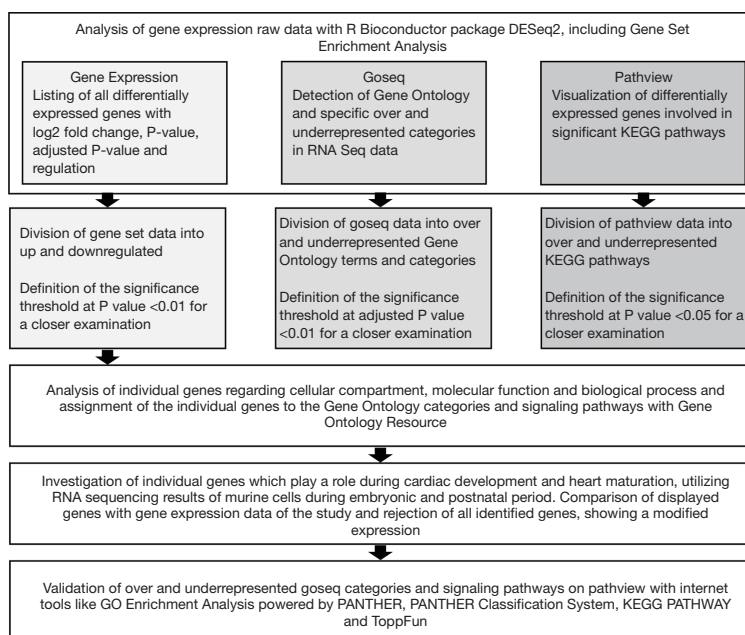 Analysis of gene expression raw data with R Bioconductor package DESeq2, including Gene Set
Enrichment Analysis
Gene Expression
Listing of all differentially
expressed genes with
log2 fold change, P-value,
adjusted P-value and
regulation
Goseq
Detection of Gene Ontology
and specific over and
underrepresented categories
in RNA Seq data
Pathview
Visualization of differentially
expressed genes involved in
significant KEGG pathways
Division of gene set data into
up and downregulated
Definition of the significance
threshold at P value <0.01 for
a closer examination
Division of goseq data into over
and underrepresented Gene
Ontology terms and categories
Definition of the significance
threshold at adjusted P value
<0.01 for a closer examination
Division of pathview data into
over and underrepresented
KEGG pathways
Definition of the significance
threshold at P value <0.05 for a
closer examination
Analysis of individual genes regarding cellular compartment, molecular function and biological process and
assignment of the individual genes to the Gene Ontology categories and signaling pathways with Gene
Ontology Resource
Investigation of individual genes which play a role during cardiac development and heart maturation, utilizing
RNA sequencing results of murine cells during embryonic and postnatal period. Comparison of displayed
genes with gene expression data of the study and rejection of all identified genes, showing a modified
expression
Validation of over and underrepresented goseq categories and signaling pathways on pathview with internet
tools like GO Enrichment Analysis powered by PANTHER, PANTHER Classification System, KEGG PATHWAY
and ToppFun